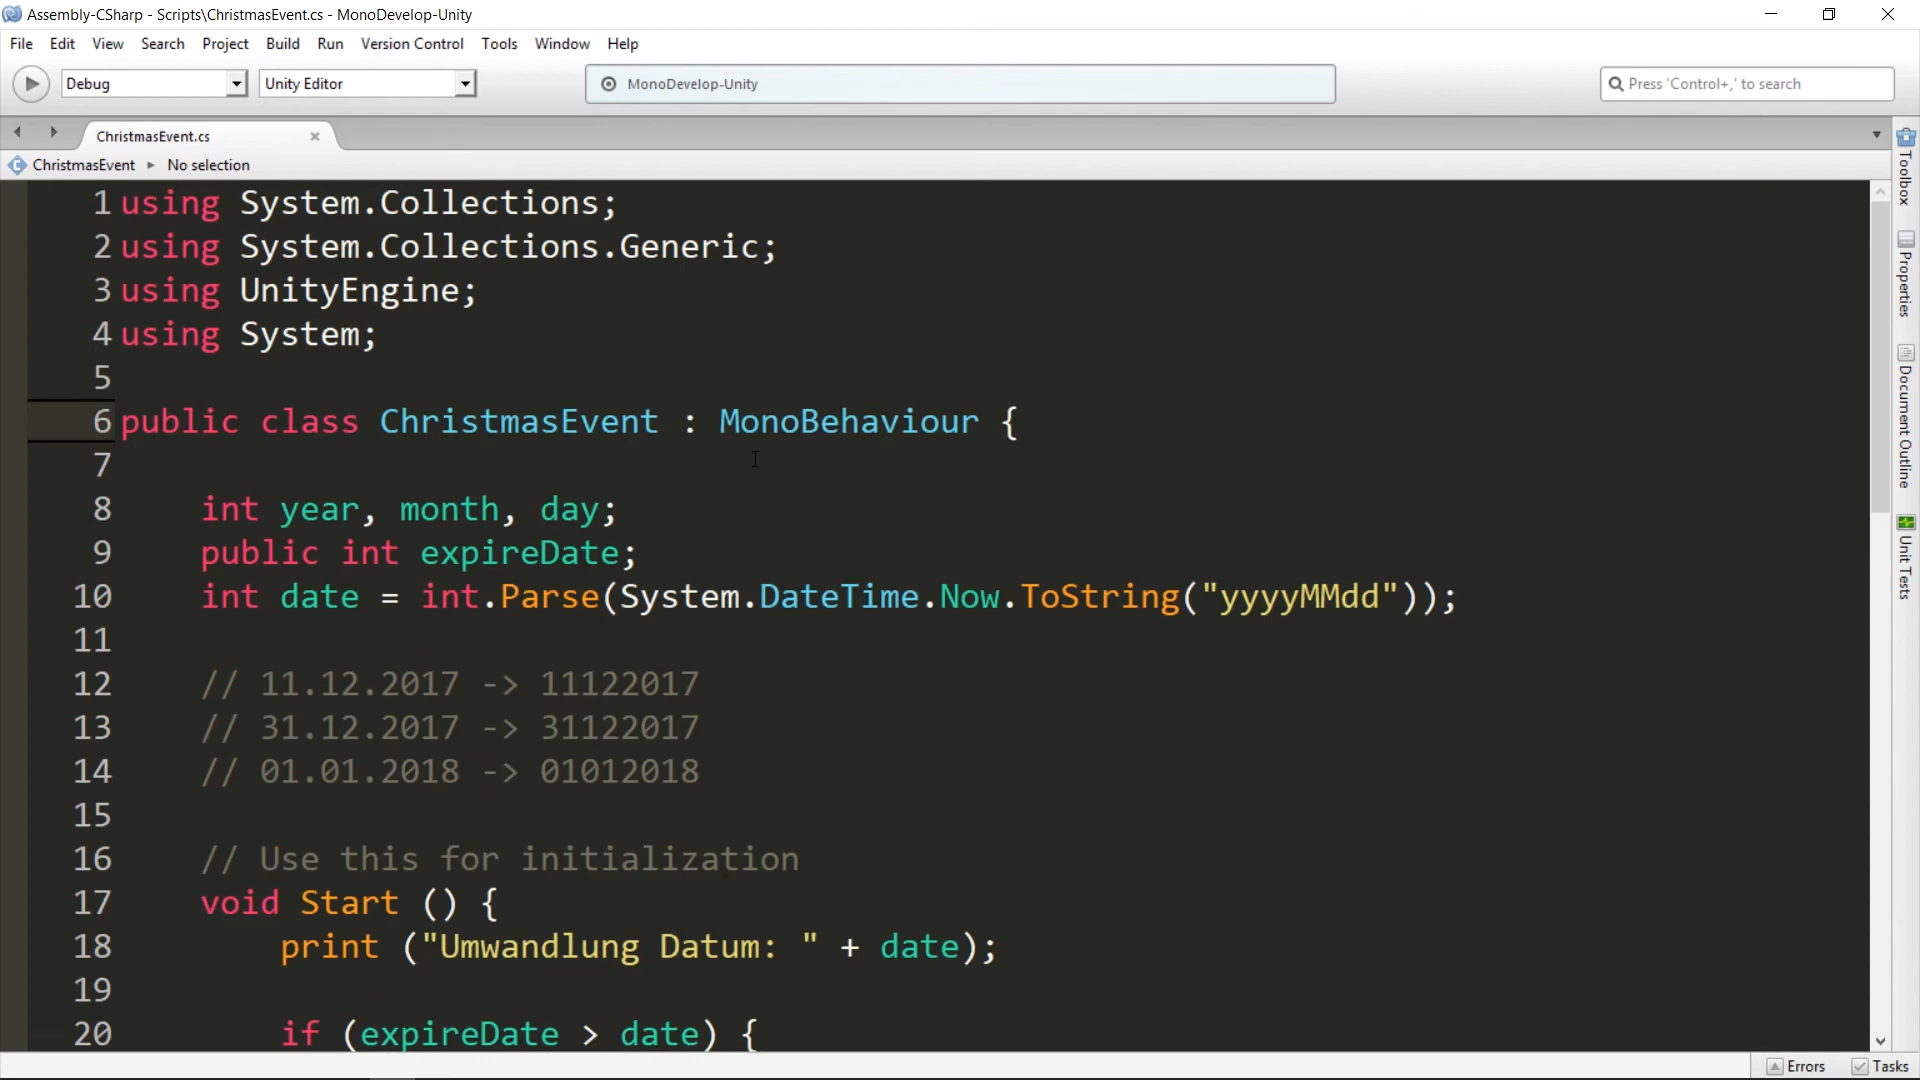 Assembly-CSharp - Scripts\ChristmasEvent.cs - MonoDevelop-Unity
File Edit View Search Project Build Run Version Control Tools Window Help
Debug Unity Editor MonoDevelop-Unity Press 'Control+,' to search
ChristmasEvent.cs
ChristmasEvent No selection
1 using System.Collections;
2 using System.Collections.Generic;
3 using UnityEngine;
4 using System;
5
6 public class ChristmasEvent : MonoBehaviour {
7
8     int year, month, day;
9     public int expireDate;
10     int date = int.Parse(System.DateTime.Now.ToString("yyyyMMdd"));
11
12     // 11.12.2017 -> 11122017
13     // 31.12.2017 -> 31122017
14     // 01.01.2018 -> 01012018
15
16     // Use this for initialization
17     void Start () {
18         print ("Umwandlung Datum: " + date);
19
20         if (expireDate > date) {
Toolbox
Properties
Document Outline
Unit Tests
Errors Tasks